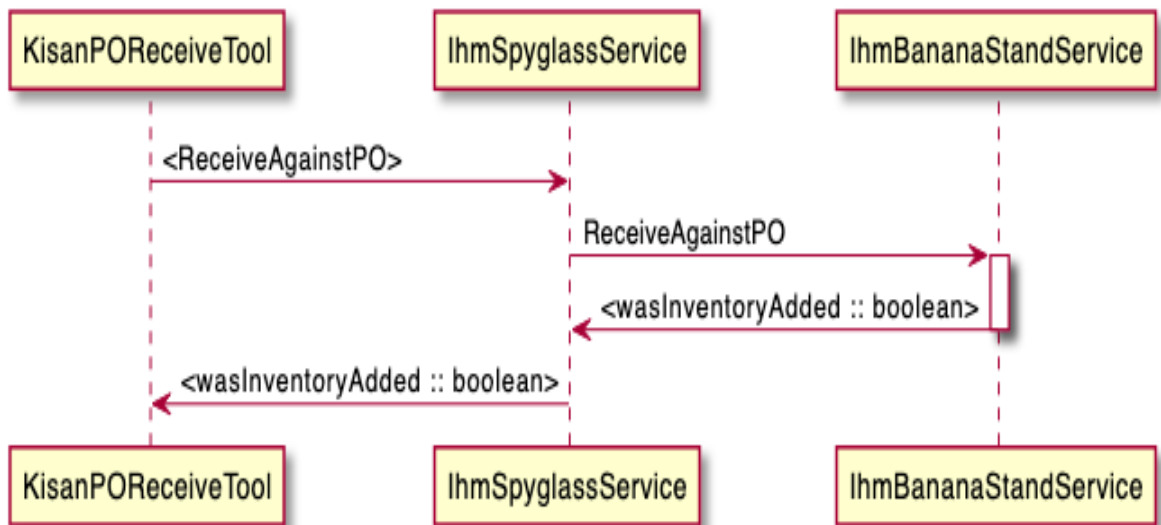 KisanPOReceiveTool
IhmSpyglassService
IhmBananaStandService
<ReceiveAgainstPO>
ReceiveAgainstPO
<wasInventoryAdded :: boolean>
<wasInventoryAdded :: boolean>
KisanPOReceiveTool
IhmSpyglassService
IhmBananaStandService